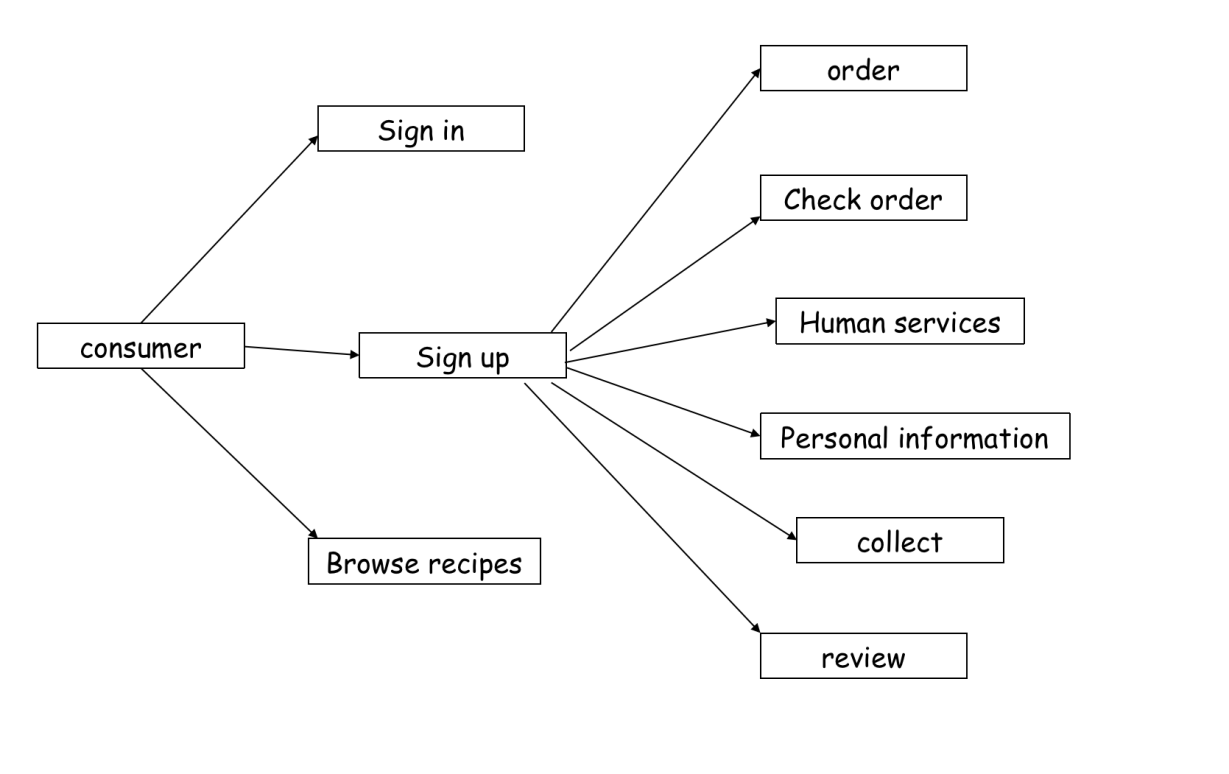 order
Sign in
Check order
Human services
consumer
Sign up
Personal information
collect
Browse recipes
review